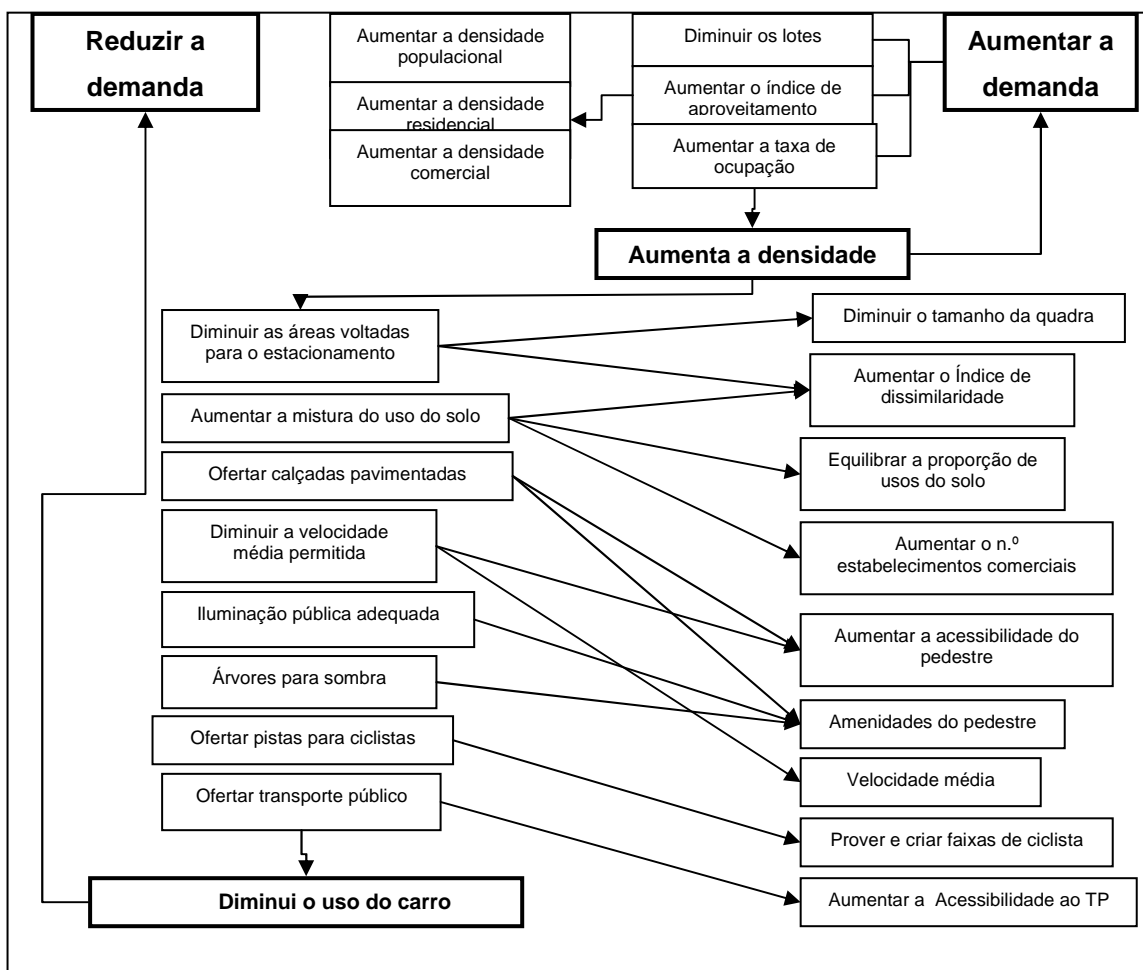 Reduzir a
demanda
Aumentar a densidade
populacional
Aumentar a densidade
residencial
Aumentar a densidade
comercial
Diminuir os lotes
Aumentar o índice de
aproveitamento
Aumentar a taxa de
ocupação
Aumentar a
demanda
Aumenta a densidade
Diminuir as áreas voltadas
para o estacionamento
Aumentar a mistura do uso do solo
Ofertar calçadas pavimentadas
Diminuir a velocidade
média permitida
Iluminação pública adequada
Árvores para sombra
Ofertar pistas para ciclistas
Ofertar transporte público
Diminui o uso do carro
Diminuir o tamanho da quadra
Aumentar o Índice de
dissimilaridade
Equilibrar a proporção de
usos do solo
Aumentar o n.º
estabelecimentos comerciais
Aumentar a acessibilidade do
pedestre
Amenidades do pedestre
Velocidade média
Prover e criar faixas de ciclista
Aumentar a Acessibilidade ao TP